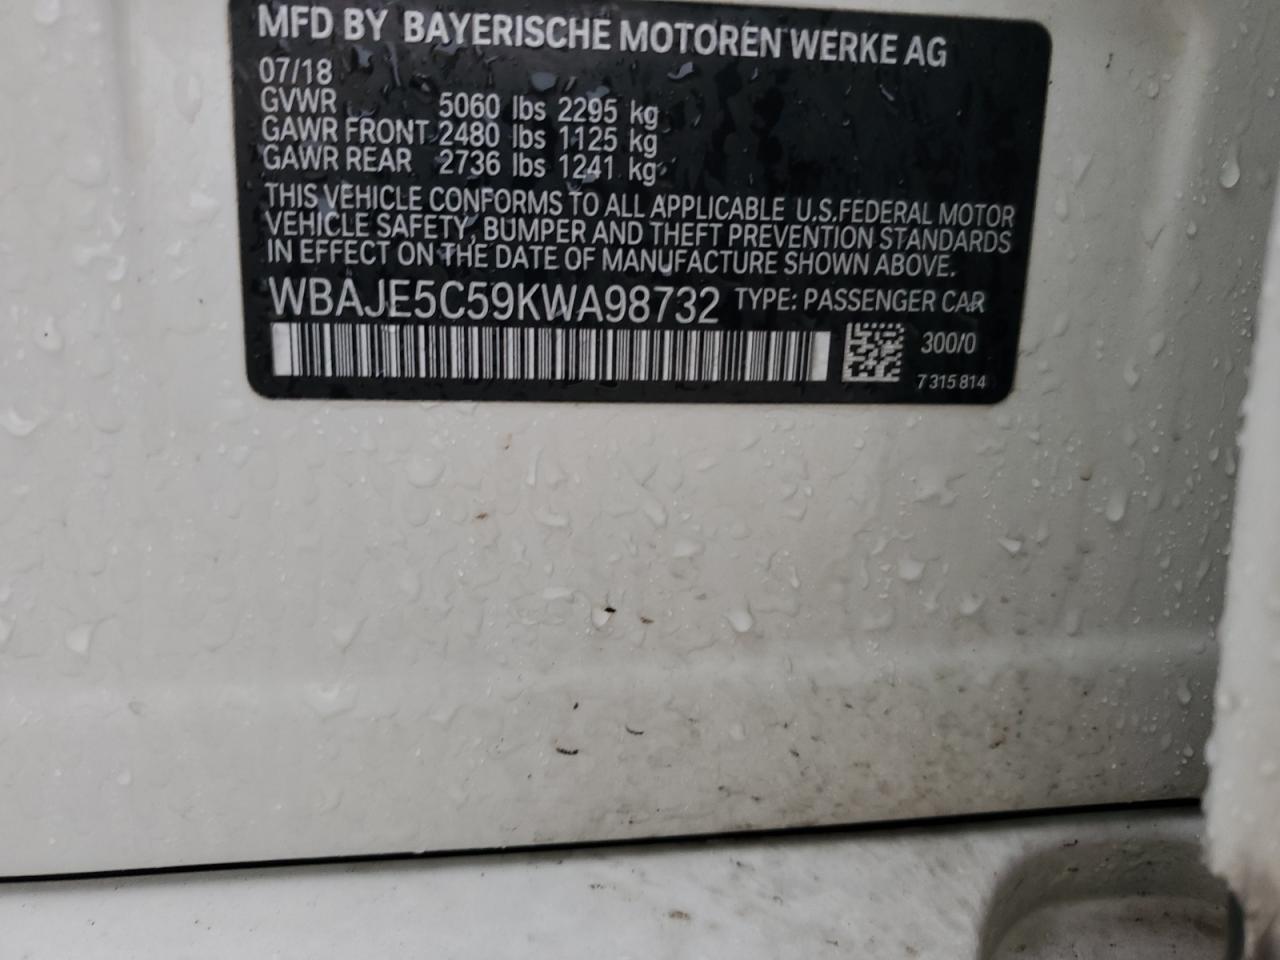 MFD BY BAYERISCHE MOTOREN WERKE AG
07/18
GVWR 5060 lbs 2295 kg
GAWR FRONT 2480 lbs 1125 kg
GAWR REAR 2736 lbs 1241 kg
THIS VEHICLE CONFORMS TO ALL APPLICABLE U.S.FEDERAL MOTOR
VEHICLE SAFETY, BUMPER AND THEFT PREVENTION STANDARDS
IN EFFECT ON THE DATE OF MANUFACTURE SHOWN ABOVE.
WBAJE5C59KWA98732 TYPE: PASSENGER CAR
300/0
7 315 814